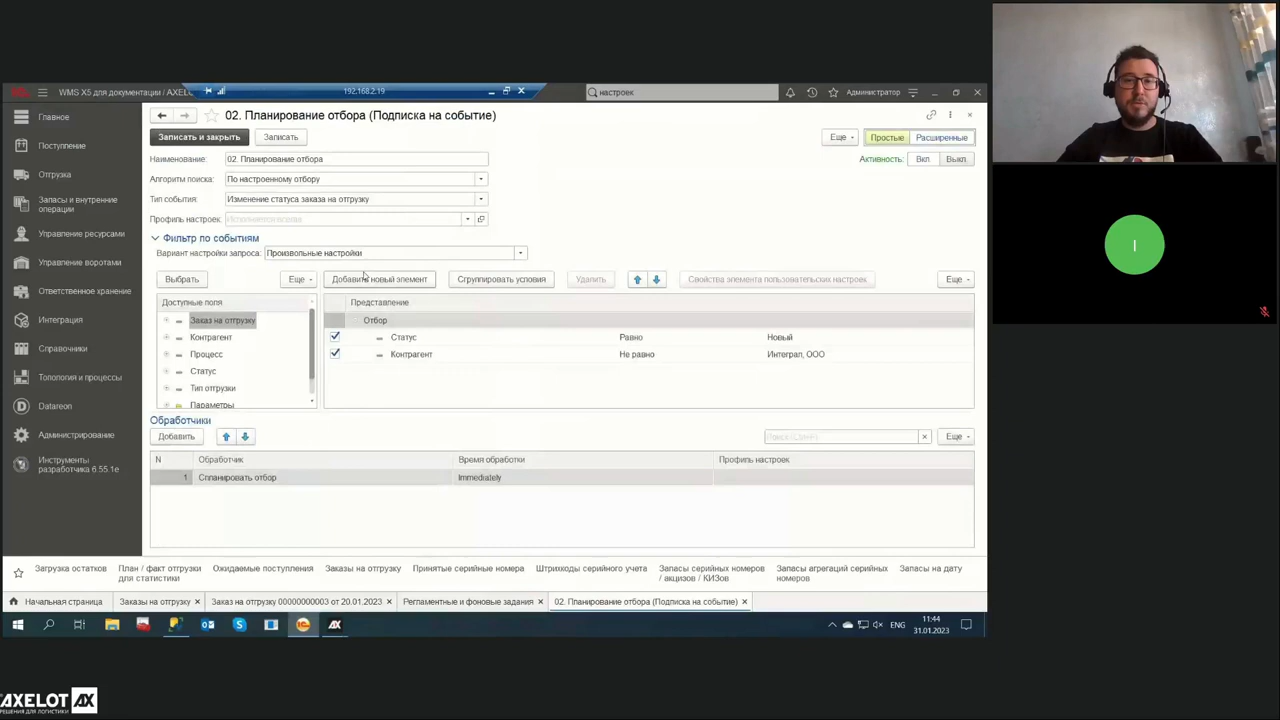 WMS X5 для документации / AXEL
192.168.2.19
настроек
Администратор
Главное
Поступление
Отгрузка
Запасы и внутренние
операции
Управление ресурсами
Управление воротами
Ответственное хранение
Интеграция
Справочники
Топология и процессы
Datareon
Администрирование
Инструменты
разработчика 6.55.1e
02. Планирование отбора (Подписка на событие)
Записать и закрыть
Записать
Еще
Простые
Расширенные
Наименование:
02. Планирование отбора
Активность:
Вкл
Выкл
Алгоритм поиска:
По настроенному отбору
Тип события:
Изменение статуса заказа на отгрузку
Профиль настроек:
Фильтр по событиям
Вариант настройки запроса:
Произвольные настройки
Выбрать
Еще
Добавить новый элемент
Сгруппировать условия
Удалить
Свойства элемента пользовательских настроек
Еще
Доступные поля
Заказ на отгрузку
Контрагент
Процесс
Статус
Тип отгрузки
Параметры
Представление
Отбор
Статус
Равно
Новый
Контрагент
Не равно
Интеграл, ООО
Обработчики
Добавить
Еще
N
Обработчик
Время обработки
Профиль настроек
1
Спланировать отбор
Immediately
Загрузка остатков
План / факт отгрузки
для статистики
Ожидаемые поступления
Заказы на отгрузку
Принятые серийные номера
Штрихкоды серийного учета
Запасы серийных номеров
/ акцизов / КИЗов
Запасы агрегаций серийных
номеров
Запасы на дату
Начальная страница
Заказы на отгрузку
Заказ на отгрузку 00000000003 от 20.01.2023
Регламентные и фоновые задания
02. Планирование отбора (Подписка на событие)
ENG
11:44
31.01.2023
I
AXELOT AX
РЕШЕНИЯ ДЛЯ ЛОГИСТИКИ